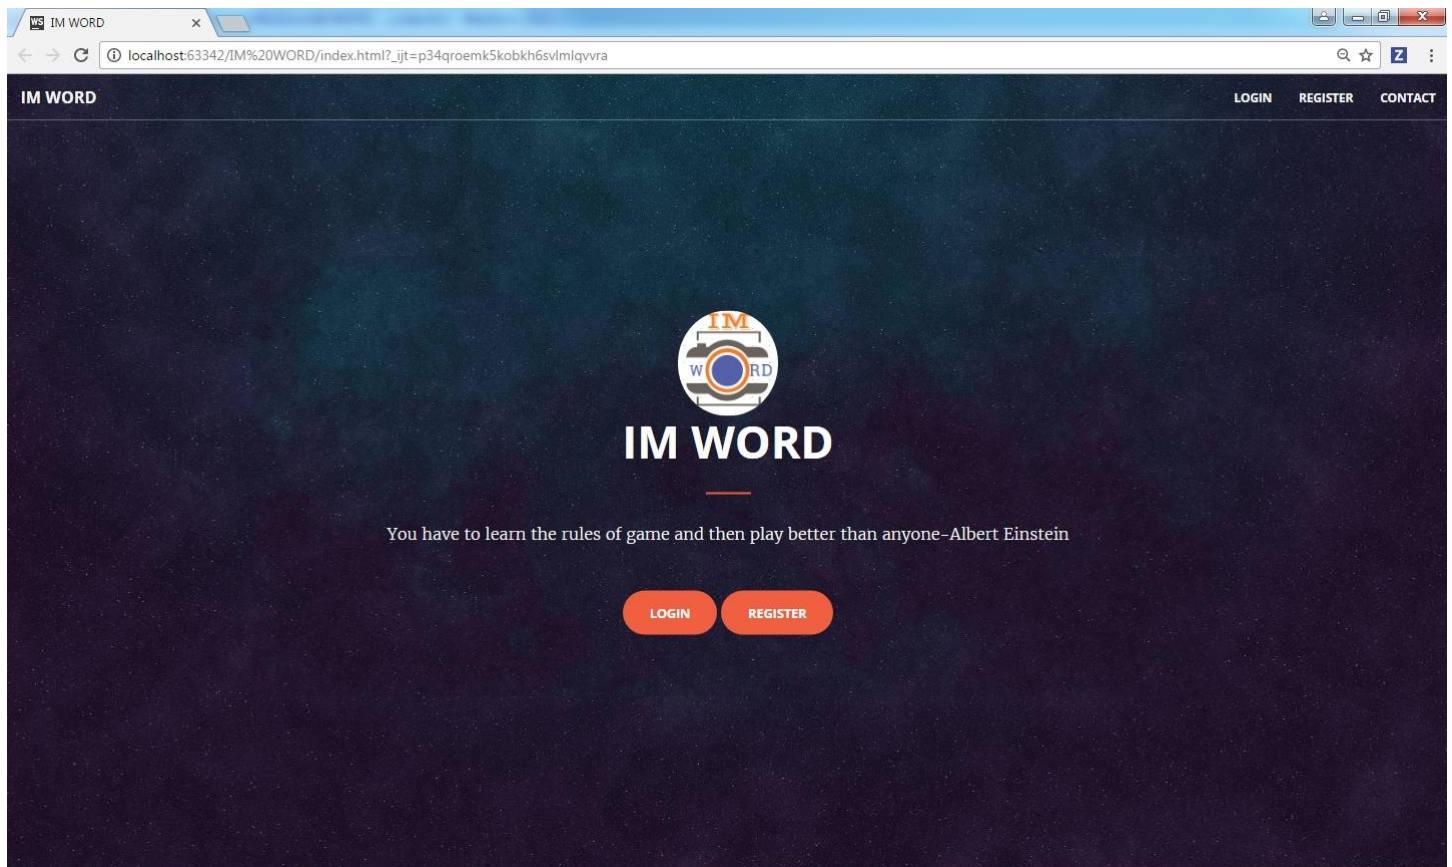 WS IM WORD
localhost:63342/IM%20WORD/index.html?_ijt=p34qroemk5kobkh6svlmlqvvra
Z
IM WORD LOGIN REGISTER CONTACT
IM
W RD
IM WORD
You have to learn the rules of game and then play better than anyone-Albert Einstein
LOGIN REGISTER